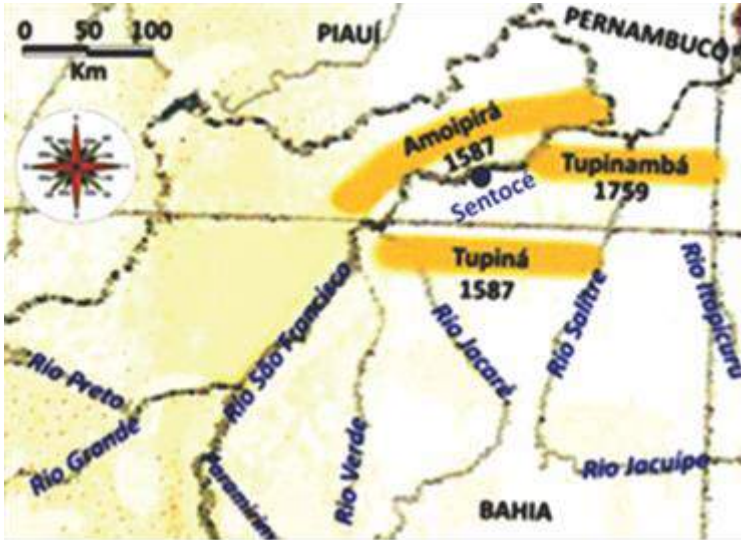 0 50 100
Km
PIAUÍ
PERNAMBUCO
Amoipirá
1587
Tupinambá
1759
Sentocé
Tupiná
1587
Rio São Francisco
Rio Jacaré
Rio Salitre
Rio Itapicuru
Rio Preto
Rio Grande
Paramirim
Rio Verde
Rio Jacuípe
BAHIA